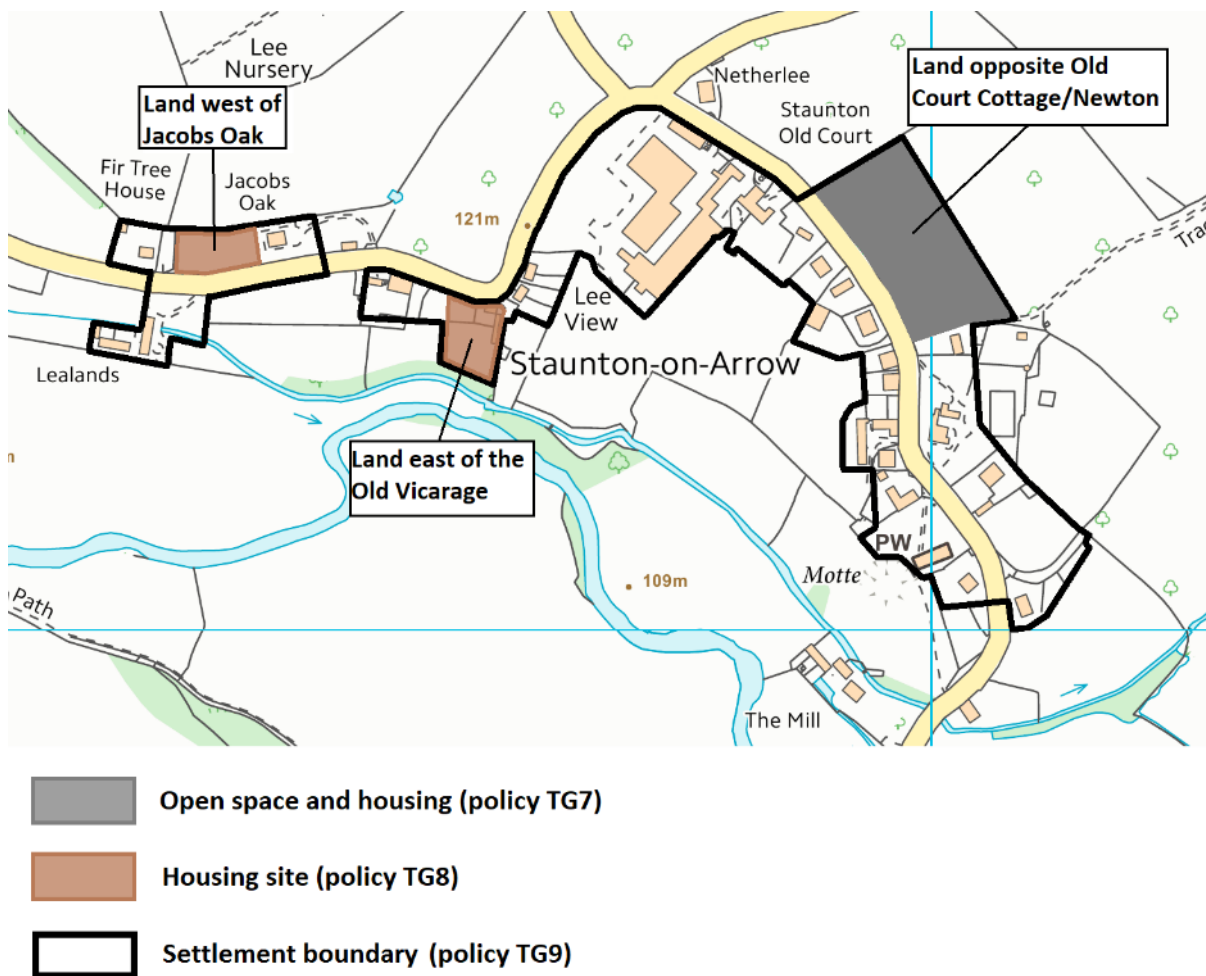 Lee
Nursery
Land west of
Jacobs Oak
Fir Tree
House
Jacobs
Oak
121m
Netherlee
Staunton
Old Court
Land opposite Old
Court Cottage/Newton
Lee
View
Staunton-on-Arrow
Lealands
Land east of the
Old Vicarage
m
PW
Motte
109m
Path
The Mill
Open space and housing (policy TG7)
Housing site (policy TG8)
Settlement boundary (policy TG9)